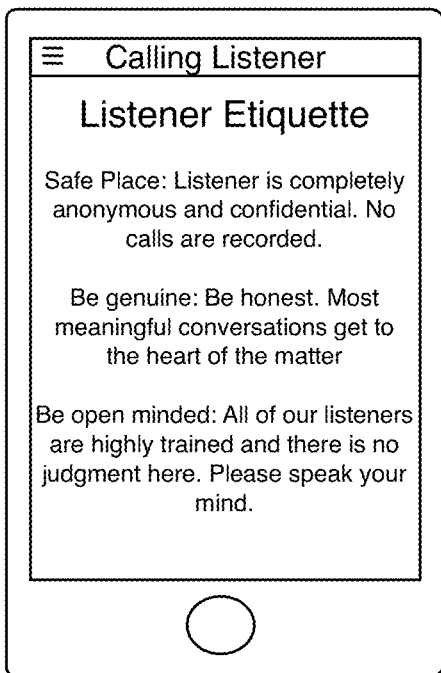 Calling Listener
Listener Etiquette
Safe Place: Listener is completely
anonymous and confidential. No
calls are recorded.
Be genuine: Be honest. Most
meaningful conversations get to
the heart of the matter
Be open minded: All of our listeners
are highly trained and there is no
judgment here. Please speak your
mind.